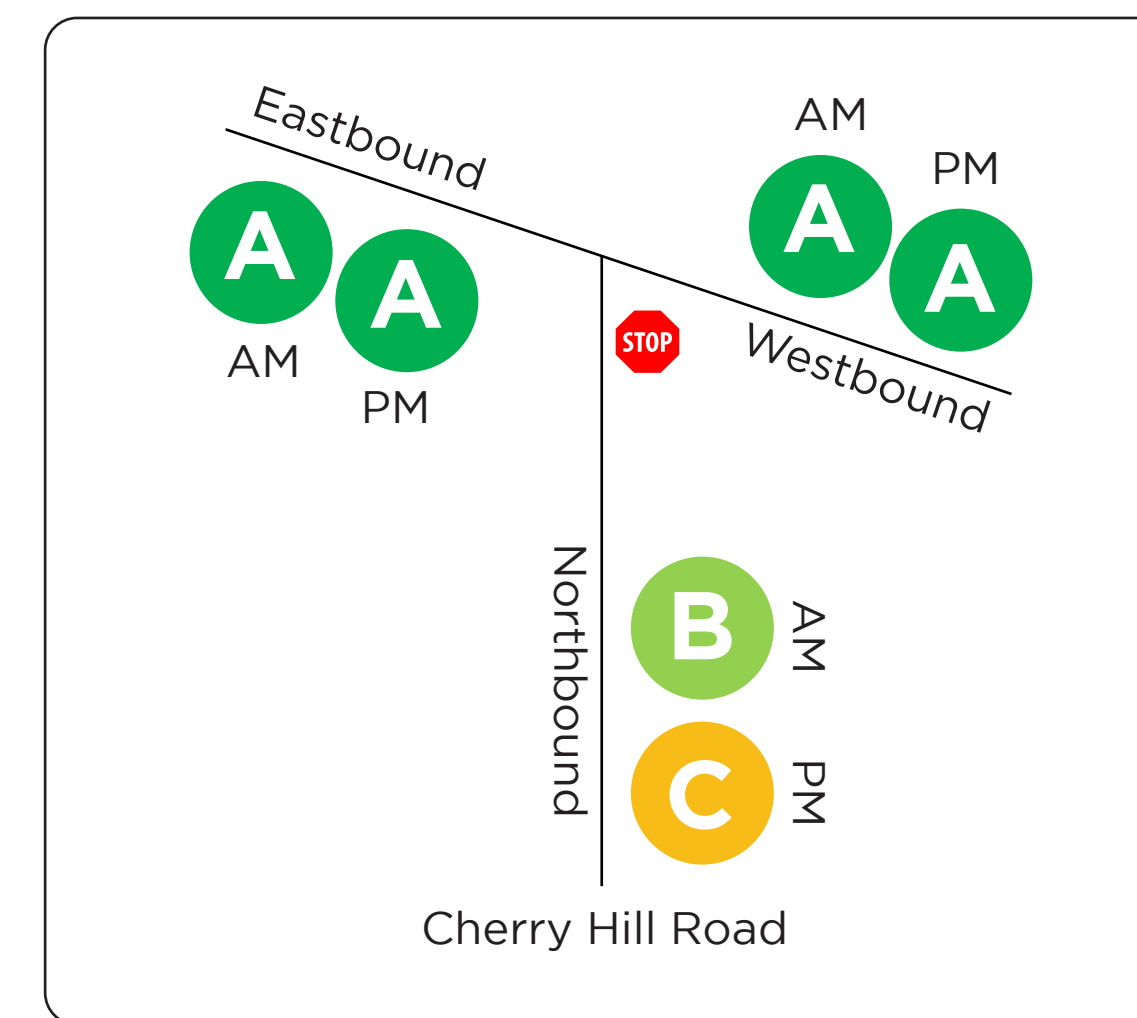 Eastbound
A
AM
A
PM
AM
A
PM
A
STOP
Westbound
Northbound
B
AM
C
PM
Cherry Hill Road